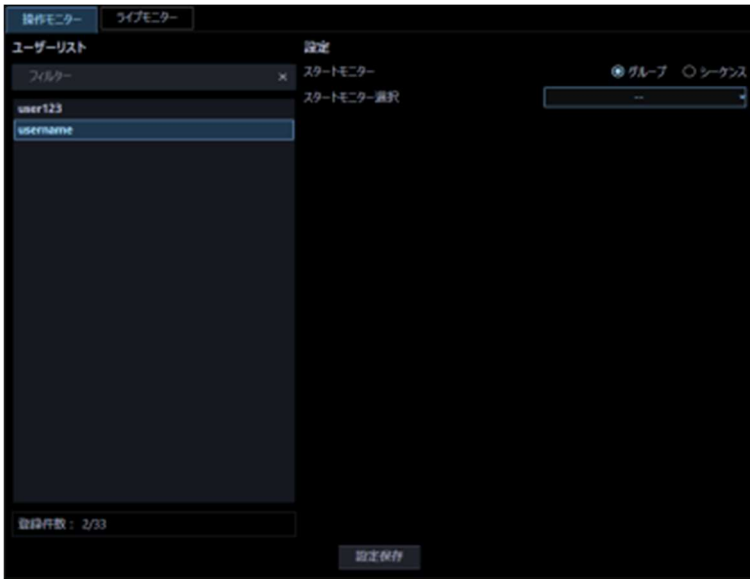 操作モニター
ライブモニター
ユーザーリスト
フィルター ×
user123
username
登録件数： 2/33
設定
スタートモニター
グループ シーケンス
スタートモニター選択
--
設定保存